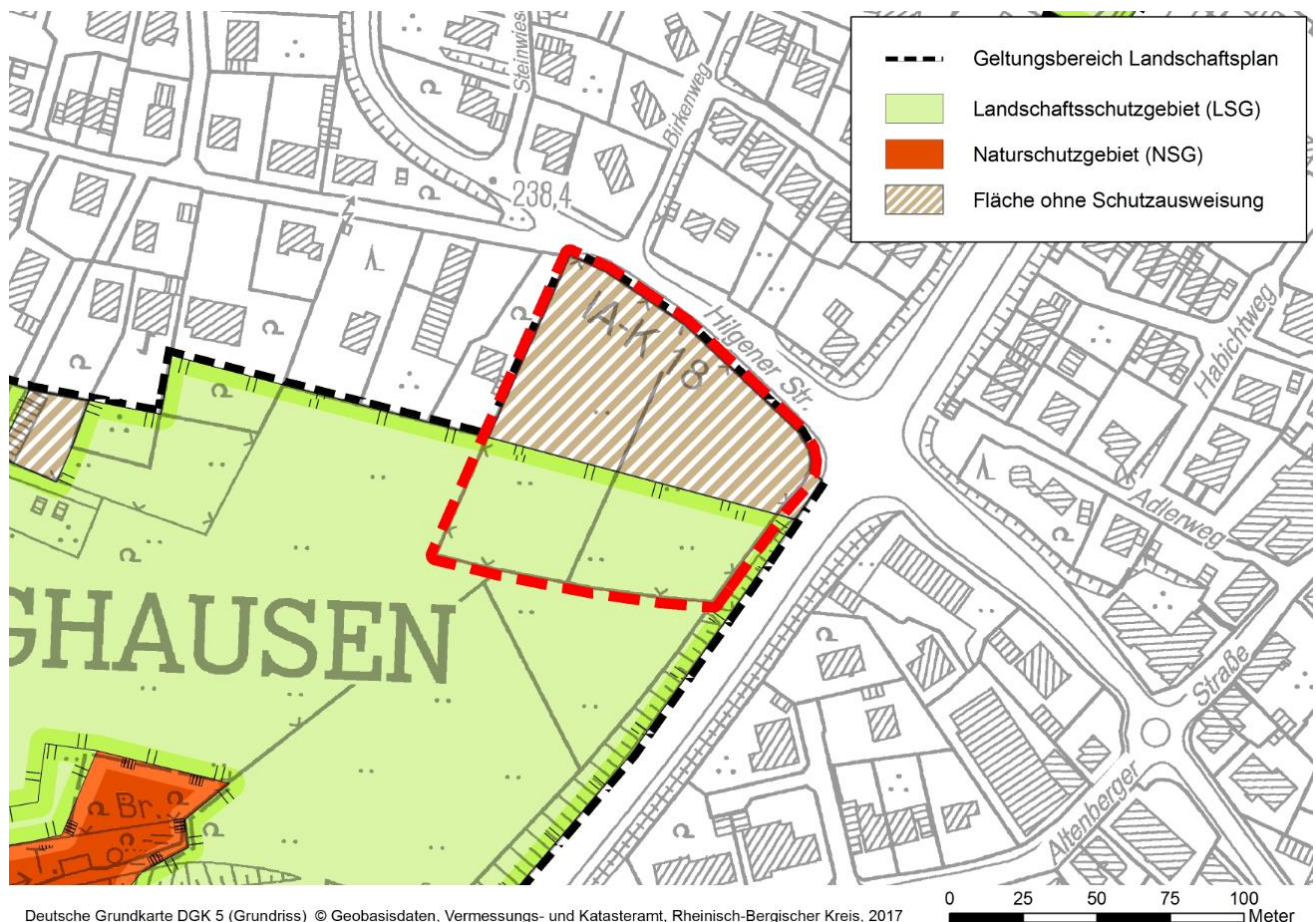 Geltungsbereich Landschaftsplan
Landschaftsschutzgebiet (LSG)
Naturschutzgebiet (NSG)
Fläche ohne Schutzausweisung
Steinwies
Birkenweg
238,4
IA-K 18
Hilgener Str.
Habichtweg
Adlerweg
GHAUSEN
Straße
Altenberger
Br.
T.
0 25 50 75 100
Meter
Deutsche Grundkarte DGK 5 (Grundriss) © Geobasisdaten, Vermessungs- und Katasteramt, Rheinisch-Bergischer Kreis, 2017